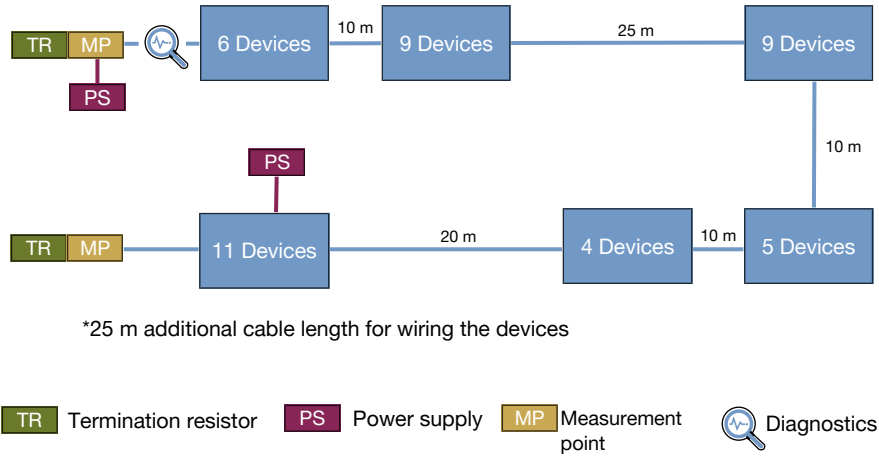 TR MP 6 Devices 10 m 9 Devices 25 m 9 Devices
PS
10 m
PS
TR MP 11 Devices 20 m 4 Devices 10 m 5 Devices
*25 m additional cable length for wiring the devices
TR Termination resistor PS Power supply MP Measurement
point
Diagnostics